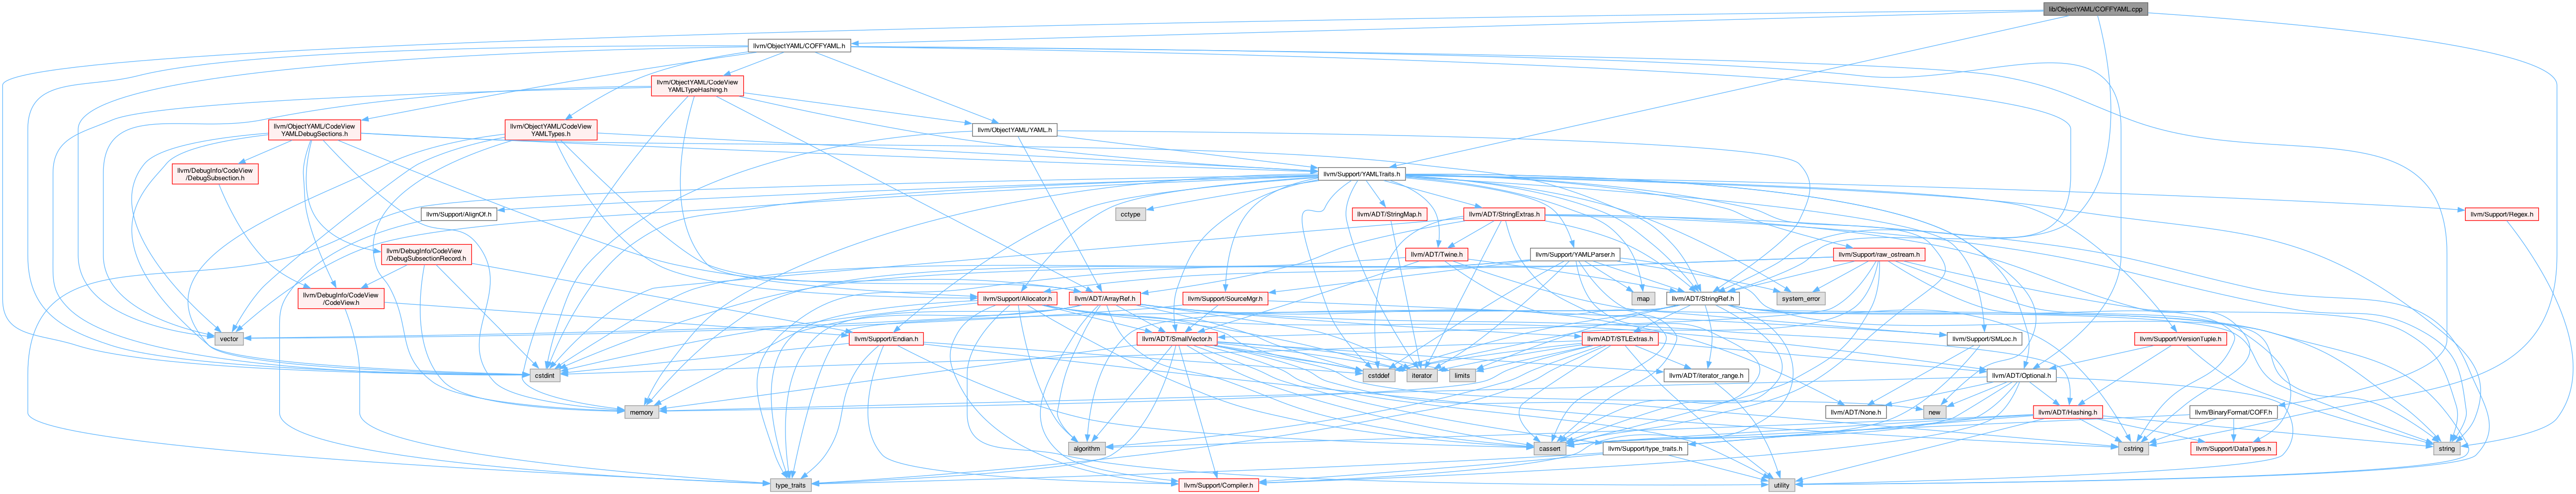 lib/ObjectYAML/COFFYAML.cpp
llvm/ObjectYAML/COFFYAML.h
llvm/ObjectYAML/CodeView
YAMLTypeHashing.h
llvm/ObjectYAML/CodeView
YAMLDebugSections.h
llvm/ObjectYAML/CodeView
YAMLTypes.h
llvm/ObjectYAML/YAML.h
llvm/DebugInfo/CodeView
/DebugSubsection.h
llvm/Support/YAMLTraits.h
llvm/Support/AlignOf.h
cctype
llvm/ADT/StringMap.h
llvm/ADT/StringExtras.h
llvm/Support/Regex.h
llvm/DebugInfo/CodeView
/DebugSubsectionRecord.h
llvm/ADT/Twine.h
llvm/Support/YAMLParser.h
llvm/Support/raw_ostream.h
llvm/DebugInfo/CodeView
/CodeView.h
llvm/Support/Allocator.h
llvm/ADT/ArrayRef.h
llvm/Support/SourceMgr.h
map
llvm/ADT/StringRef.h
system_error
vector
llvm/Support/Endian.h
llvm/ADT/SmallVector.h
llvm/ADT/STLExtras.h
llvm/Support/SMLoc.h
llvm/Support/VersionTuple.h
cstdint
cstddef
iterator
limits
llvm/ADT/iterator_range.h
llvm/ADT/Optional.h
memory
llvm/ADT/None.h
new
llvm/ADT/Hashing.h
llvm/BinaryFormat/COFF.h
algorithm
cassert
llvm/Support/type_traits.h
cstring
llvm/Support/DataTypes.h
string
type_traits
llvm/Support/Compiler.h
utility